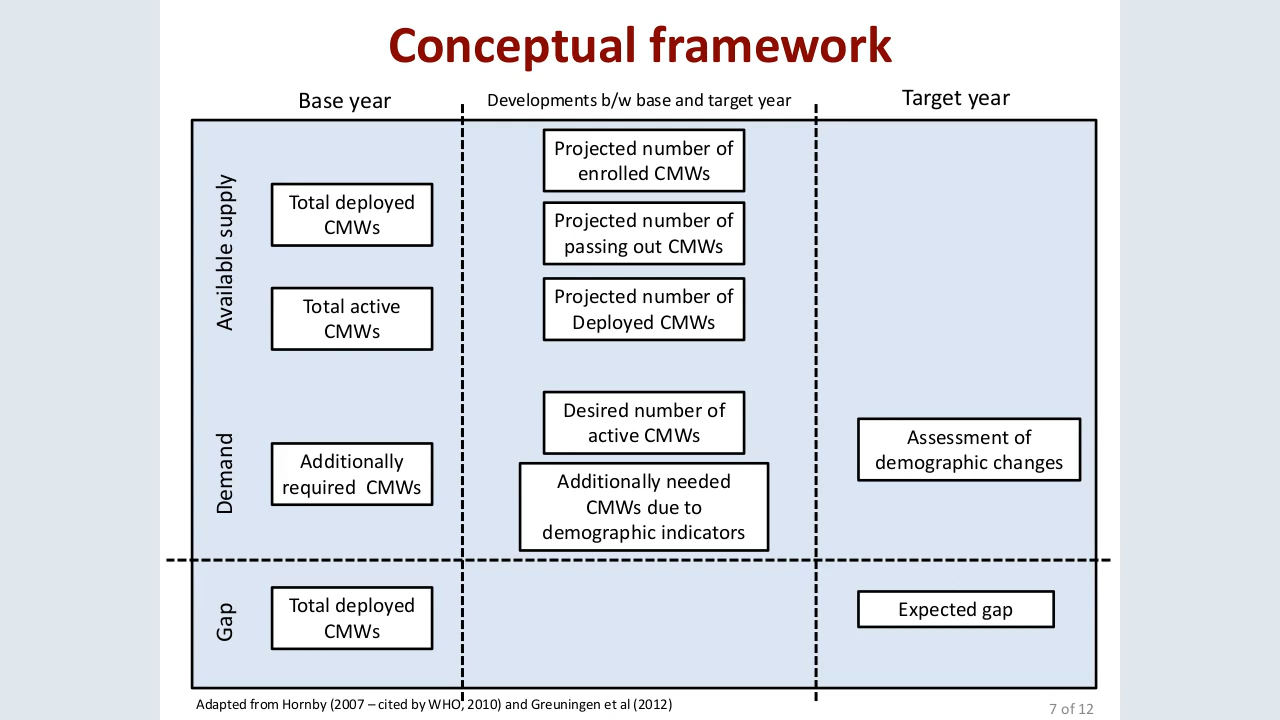 Conceptual framework
Base year
Developments b/w base and target year
Target year
Available supply
Total deployed
CMWs
Total active
CMWs
Projected number of
enrolled CMWs
Projected number of
passing out CMWs
Projected number of
Deployed CMWs
Demand
Additionally
required CMWs
Desired number of
active CMWs
Additionally needed
CMWs due to
demographic indicators
Assessment of
demographic changes
Gap
Total deployed
CMWs
Expected gap
Adapted from Hornby (2007 – cited by WHO, 2010) and Greuningen et al (2012)
7 of 12